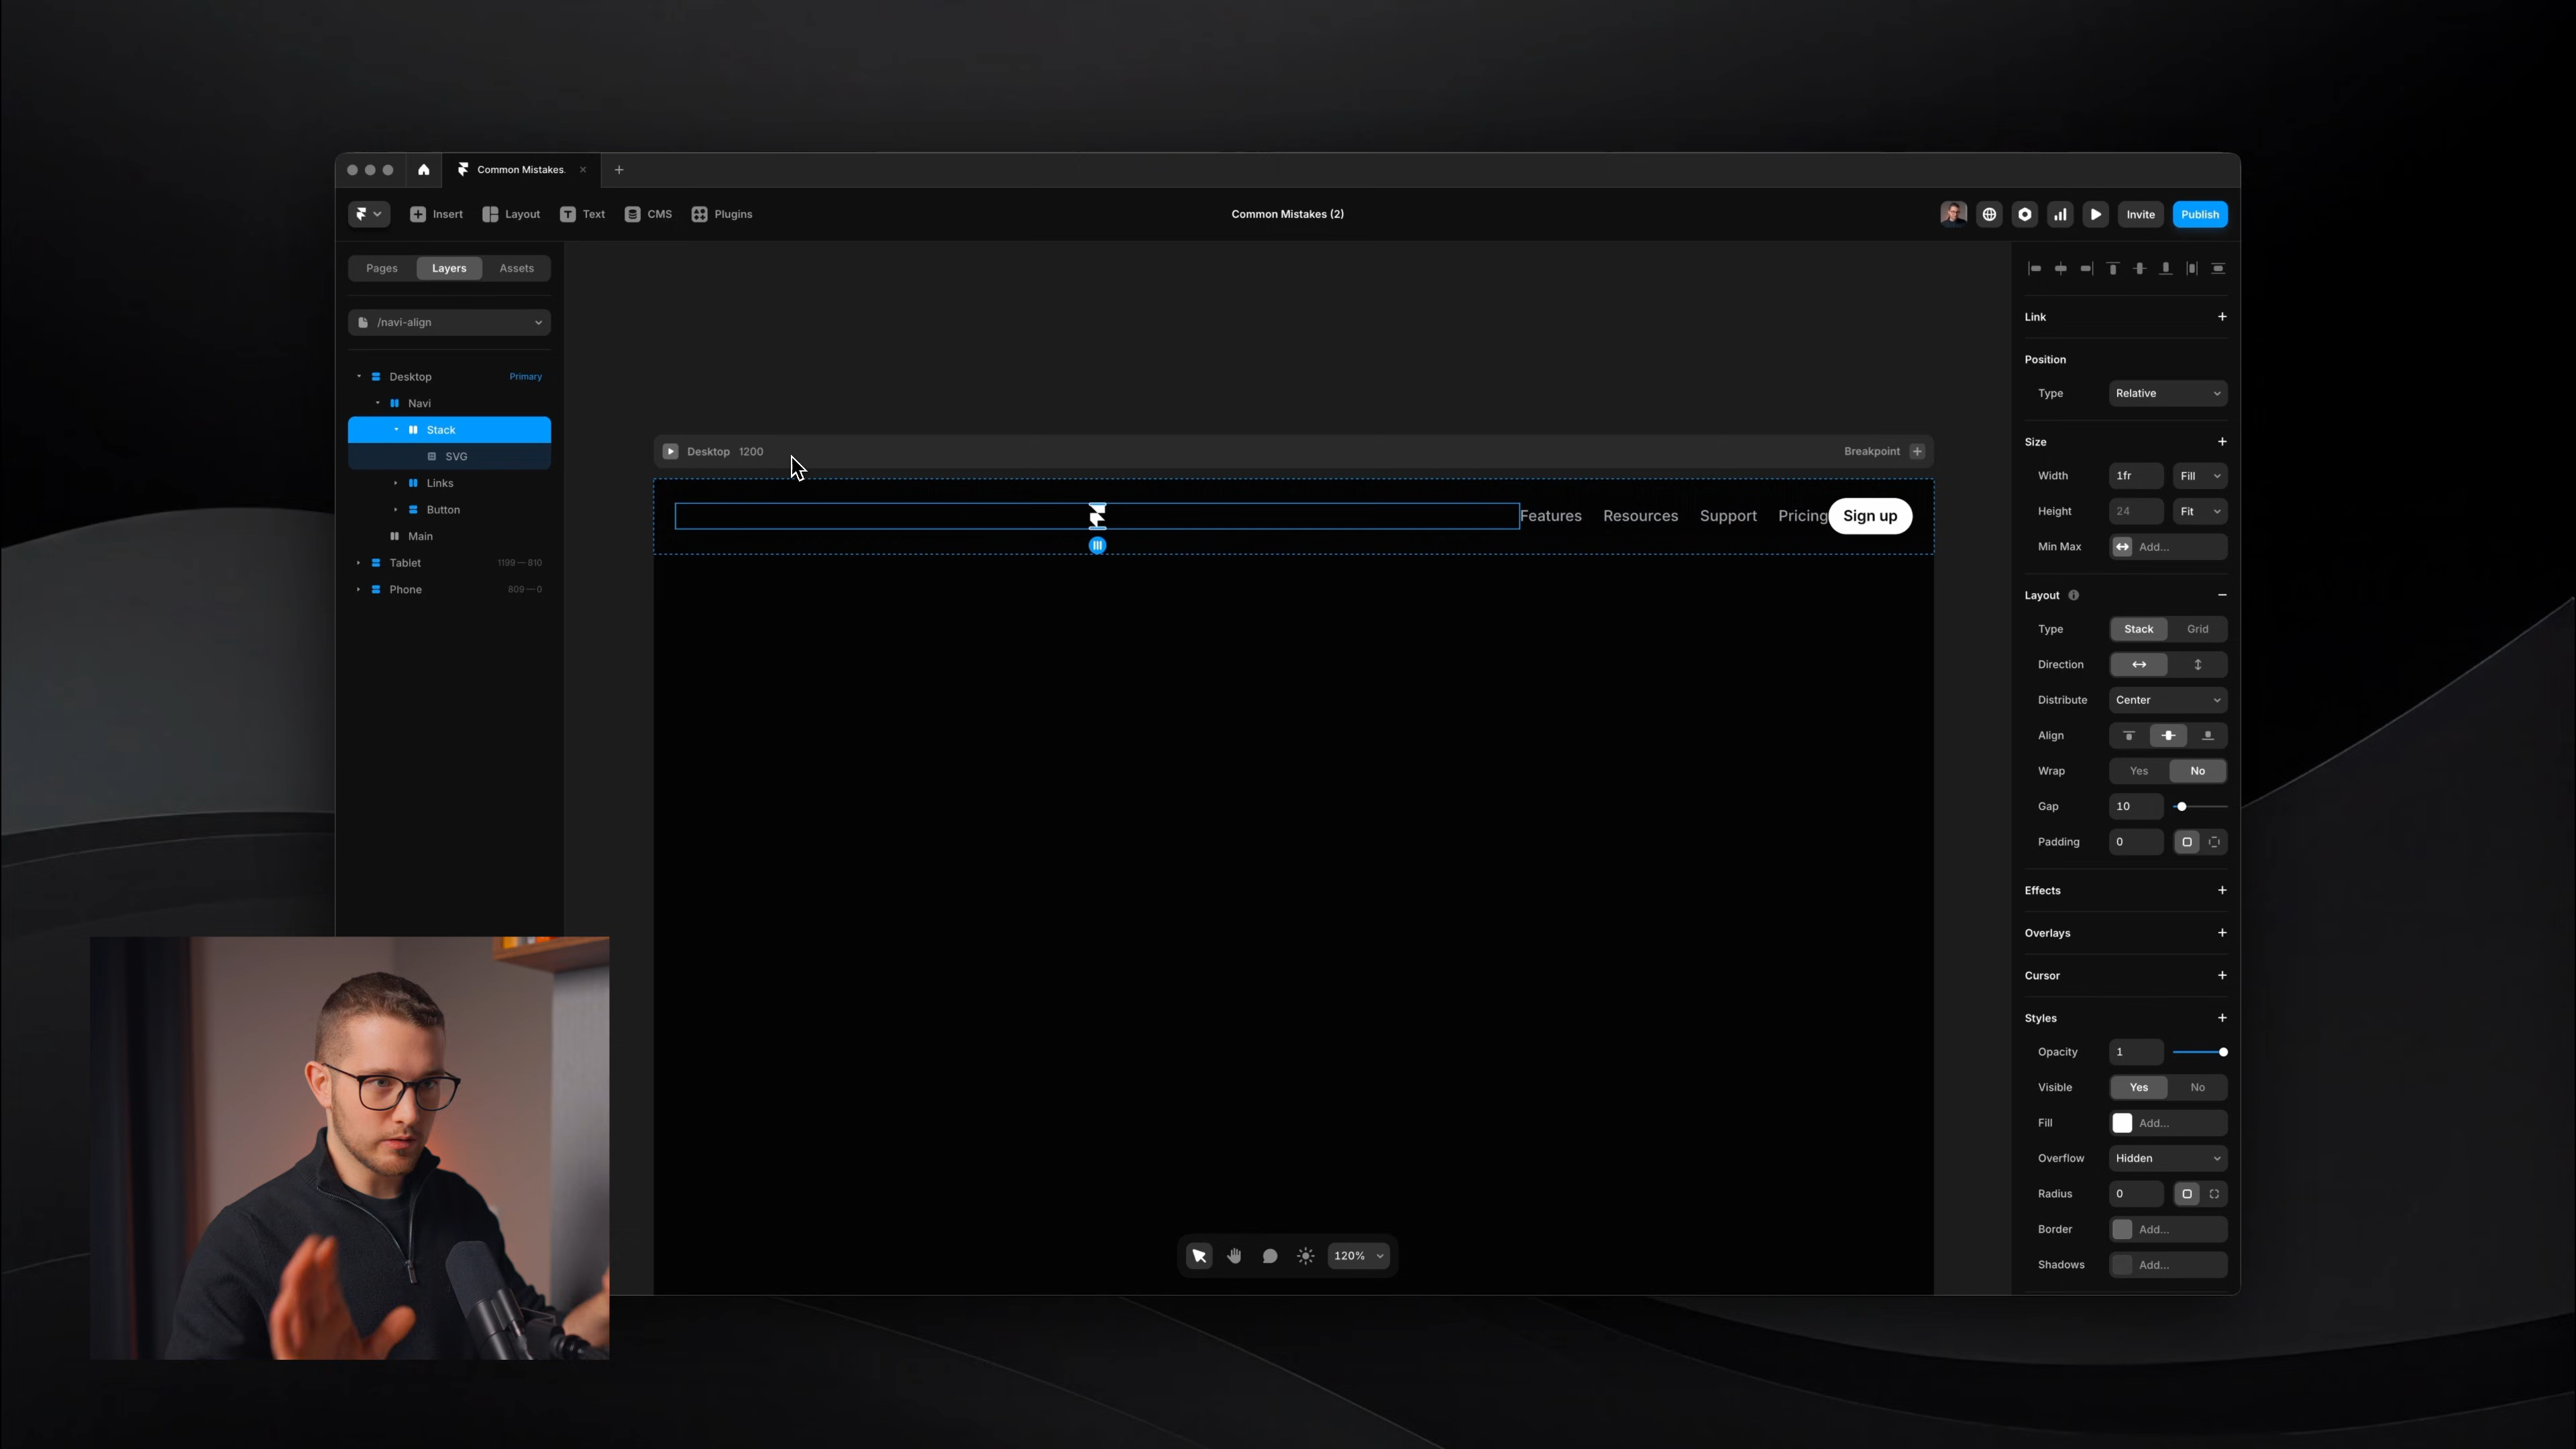 Common Mistakes.
Insert
Layout
Text
CMS
Plugins
Common Mistakes (2)
Invite
Publish
Pages
Layers
Assets
/navi-align
Desktop
Primary
Navi
Stack
SVG
Links
Button
Main
Tablet
1199 — 810
Phone
809 — 0
Desktop 1200
Breakpoint
Features
Resources
Support
Pricing
Sign up
120%
Link
Position
Type
Relative
Size
Width
1fr
Fill
Height
24
Fit
Min Max
Add...
Layout
Type
Stack
Grid
Direction
Distribute
Center
Align
Wrap
Yes
No
Gap
10
Padding
0
Effects
Overlays
Cursor
Styles
Opacity
1
Visible
Yes
No
Fill
Add...
Overflow
Hidden
Radius
0
Border
Add...
Shadows
Add...